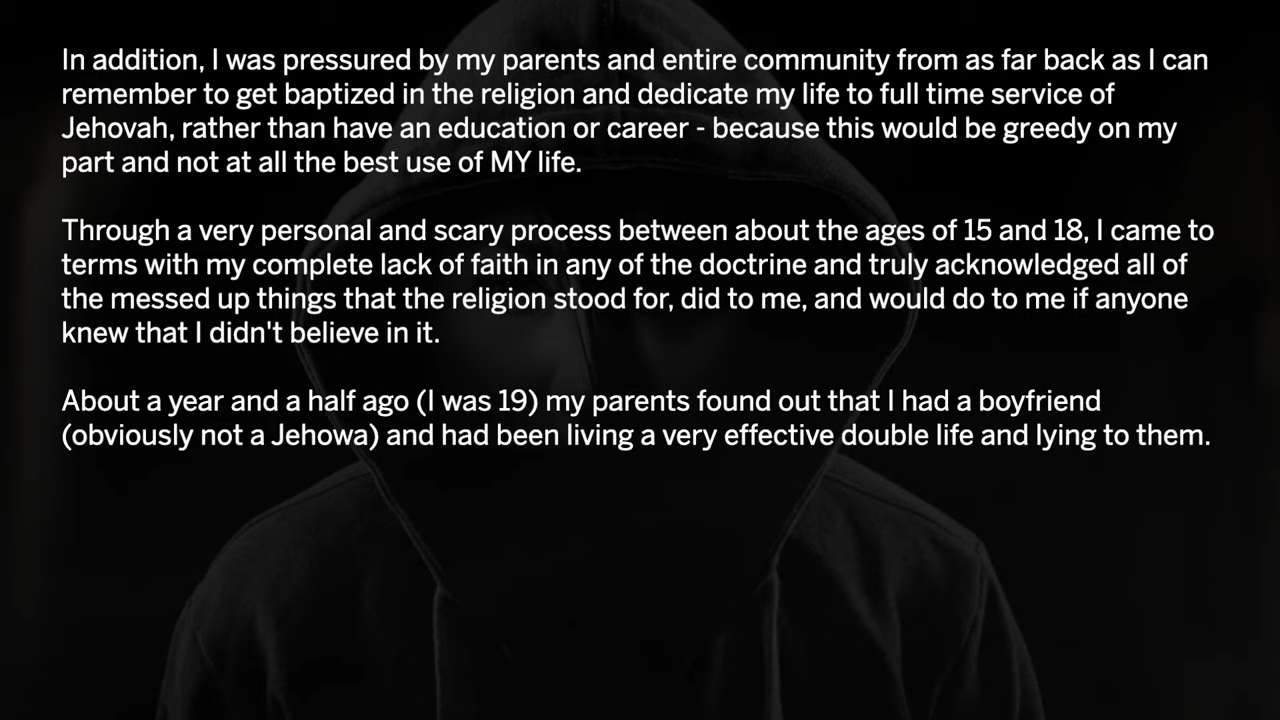 In addition, I was pressured by my parents and entire community from as far back as I can
remember to get baptized in the religion and dedicate my life to full time service of
Jehovah, rather than have an education or career - because this would be greedy on my
part and not at all the best use of MY life.
Through a very personal and scary process between about the ages of 15 and 18, I came to
terms with my complete lack of faith in any of the doctrine and truly acknowledged all of
the messed up things that the religion stood for, did to me, and would do to me if anyone
knew that I didn't believe in it.
About a year and a half ago (I was 19) my parents found out that I had a boyfriend
(obviously not a Jehowa) and had been living a very effective double life and lying to them.